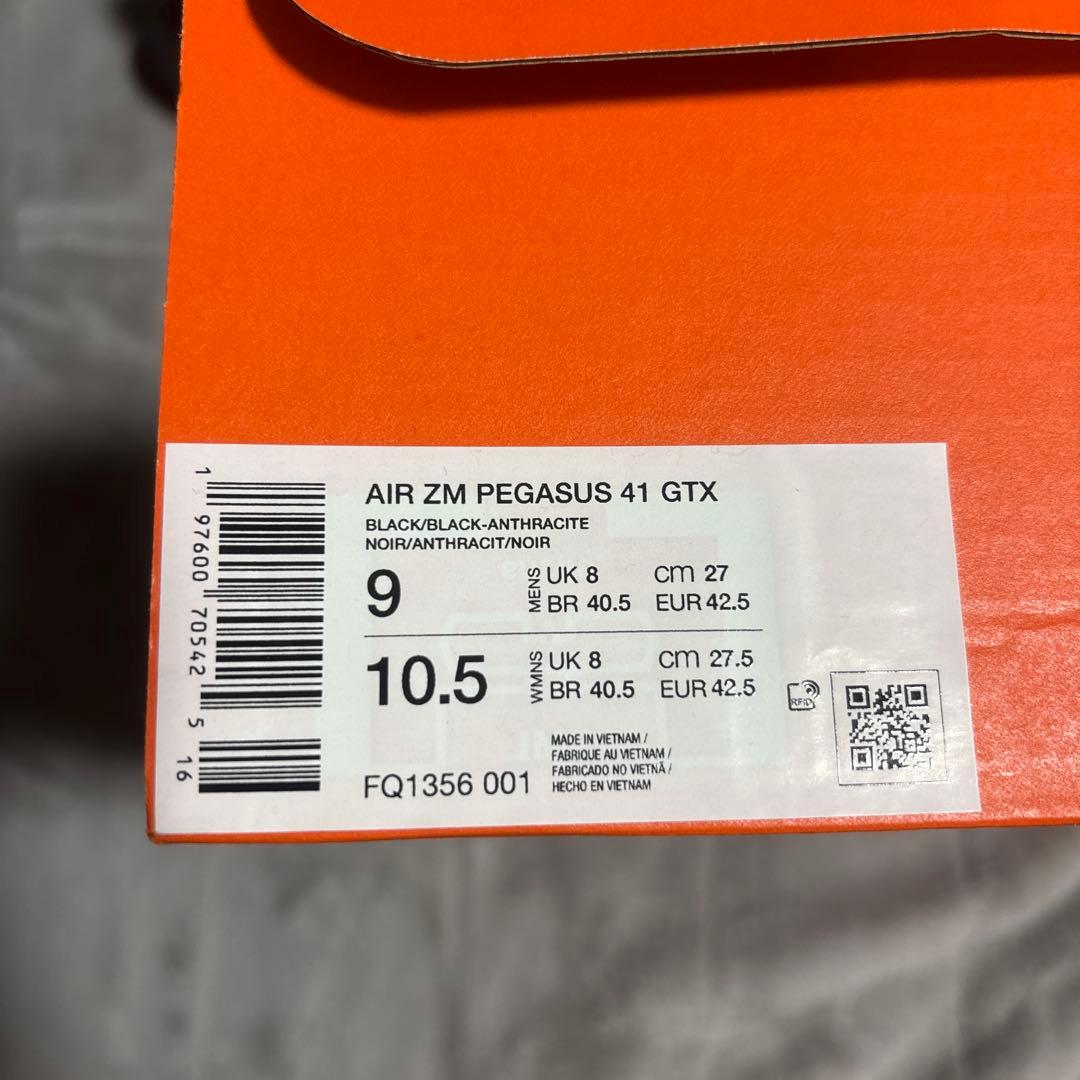 AIR ZM PEGASUS 41 GTX
BLACK/BLACK-ANTHRACITE
NOIR/ANTHRACIT/NOIR
9 MENS UK 8 cm 27
BR 40.5 EUR 42.5
10.5 WMNS UK 8 cm 27.5
BR 40.5 EUR 42.5
RFID
MADE IN VIETNAM /
FABRIQUE AU VIETNAM /
FABRICADO NO VIETNÃ /
HECHO EN VIETNAM
FQ1356 001
1 97600 70542 5 16